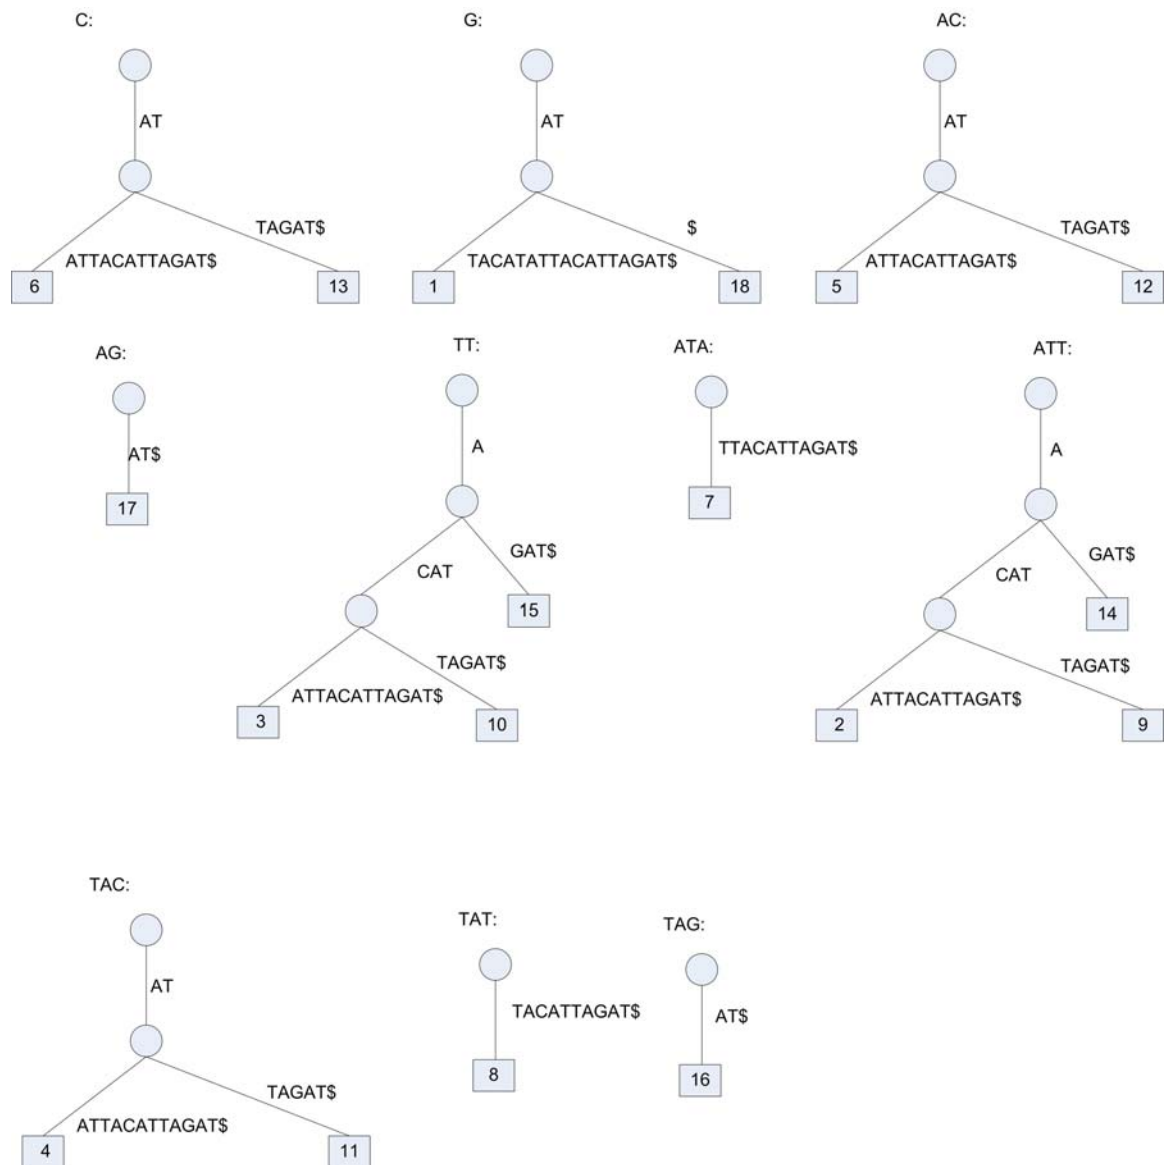 C: G: AC:
AT AT AT
TAGAT$ $ TAGAT$
ATTACATTAGAT$ TACATATTACATTAGAT$ ATTACATTAGAT$
6 13 1 18 5 12
AG: TT: ATA: ATT:
AT$ A TTACATTAGAT$ A
17 7
GAT$ GAT$
CAT CAT
15 14
TAGAT$ TAGAT$
ATTACATTAGAT$ ATTACATTAGAT$
3 10 2 9
TAC: TAT: TAG:
AT TACATTAGAT$ AT$
8 16
TAGAT$
ATTACATTAGAT$
4 11